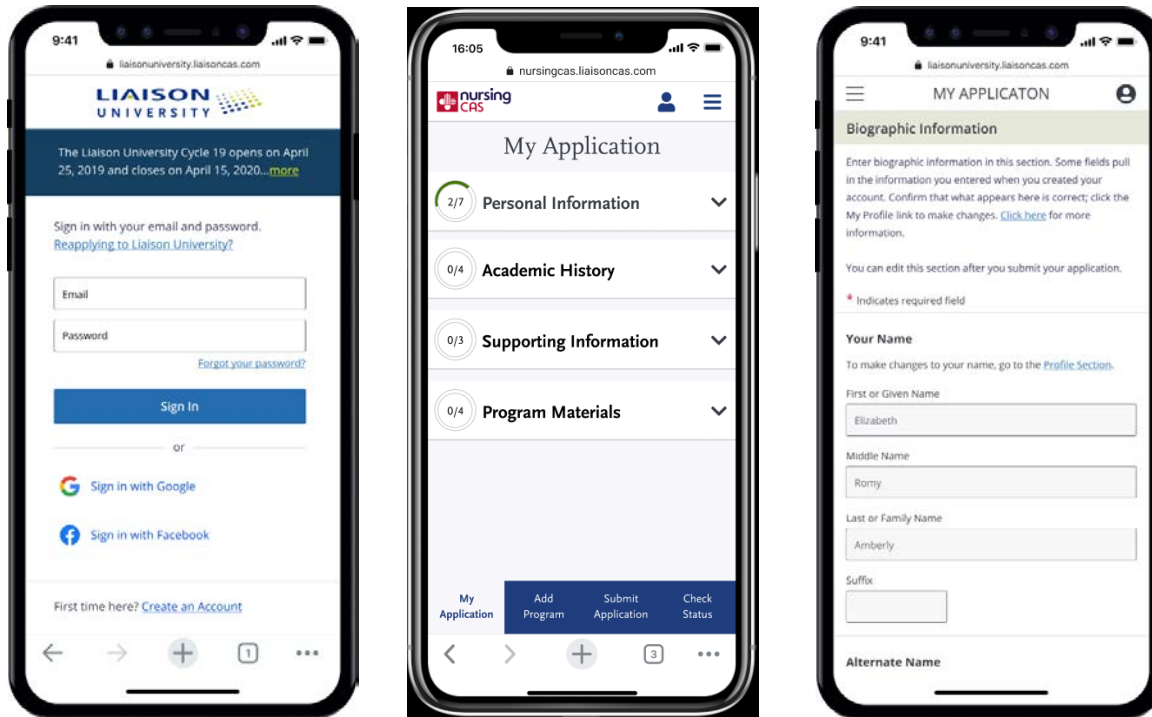 9:41
liaisonuniversity.liaisoncas.com
LIAISON
UNIVERSITY
The Liaison University Cycle 19 opens on April
25, 2019 and closes on April 15, 2020...more
Sign in with your email and password.
Reapplying to Liaison University?
Email
Password
Forgot your password?
Sign In
or
Sign in with Google
Sign in with Facebook
First time here? Create an Account
1
16:05
nursingcas.liaisoncas.com
nursing
CAS
My Application
2/7 Personal Information
0/4 Academic History
0/3 Supporting Information
0/4 Program Materials
My
Application
Add
Program
Submit
Application
Check
Status
3
9:41
liaisonuniversity.liaisoncas.com
MY APPLICATON
Biographic Information
Enter biographic information in this section. Some fields pull
in the information you entered when you created your
account. Confirm that what appears here is correct; click the
My Profile link to make changes. Click here for more
information.
You can edit this section after you submit your application.
* Indicates required field
Your Name
To make changes to your name, go to the Profile Section.
First or Given Name
Elizabeth
Middle Name
Romy
Last or Family Name
Amberly
Suffix
Alternate Name